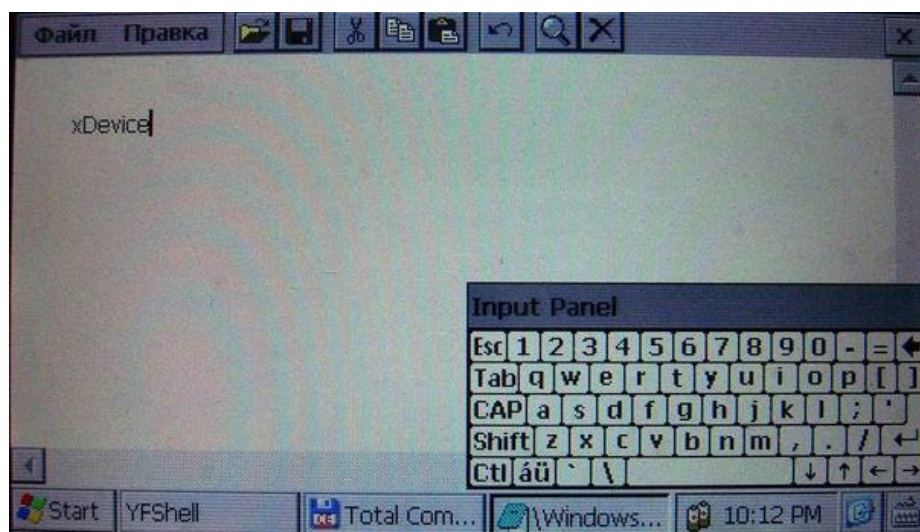 Файл Правка
xDevice
Input Panel
Esc 1 2 3 4 5 6 7 8 9 0 - =
Tab q w e r t y u i o p [ ]
CAP a s d f g h j k l ; '
Shift z x c v b n m , . /
Ctl áü ` \
Start YFShell Total Com... \Windows... 10:12 PM